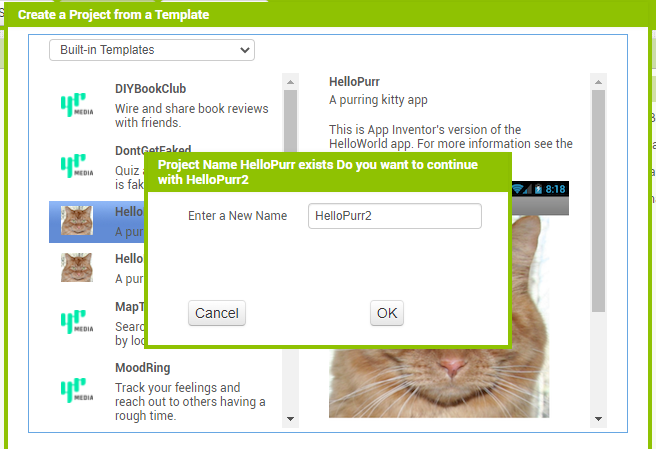 Create a Project from a Template
Built-in Templates
DIYBookClub
Wire and share book reviews
with friends.
DontGetFaked
Quiz
is fak
Hello
A pur
Hello
A pur
MapT
Searc
by loc
MoodRing
Track your feelings and
reach out to others having a
rough time.
MEDIA
MEDIA
MEDIA
MEDIA
HelloPurr
A purring kitty app
This is App Inventor's version of the
HelloWorld app. For more information see the
8:18
Project Name HelloPurr exists Do you want to continue
with HelloPurr2
Enter a New Name
HelloPurr2
Cancel
OK